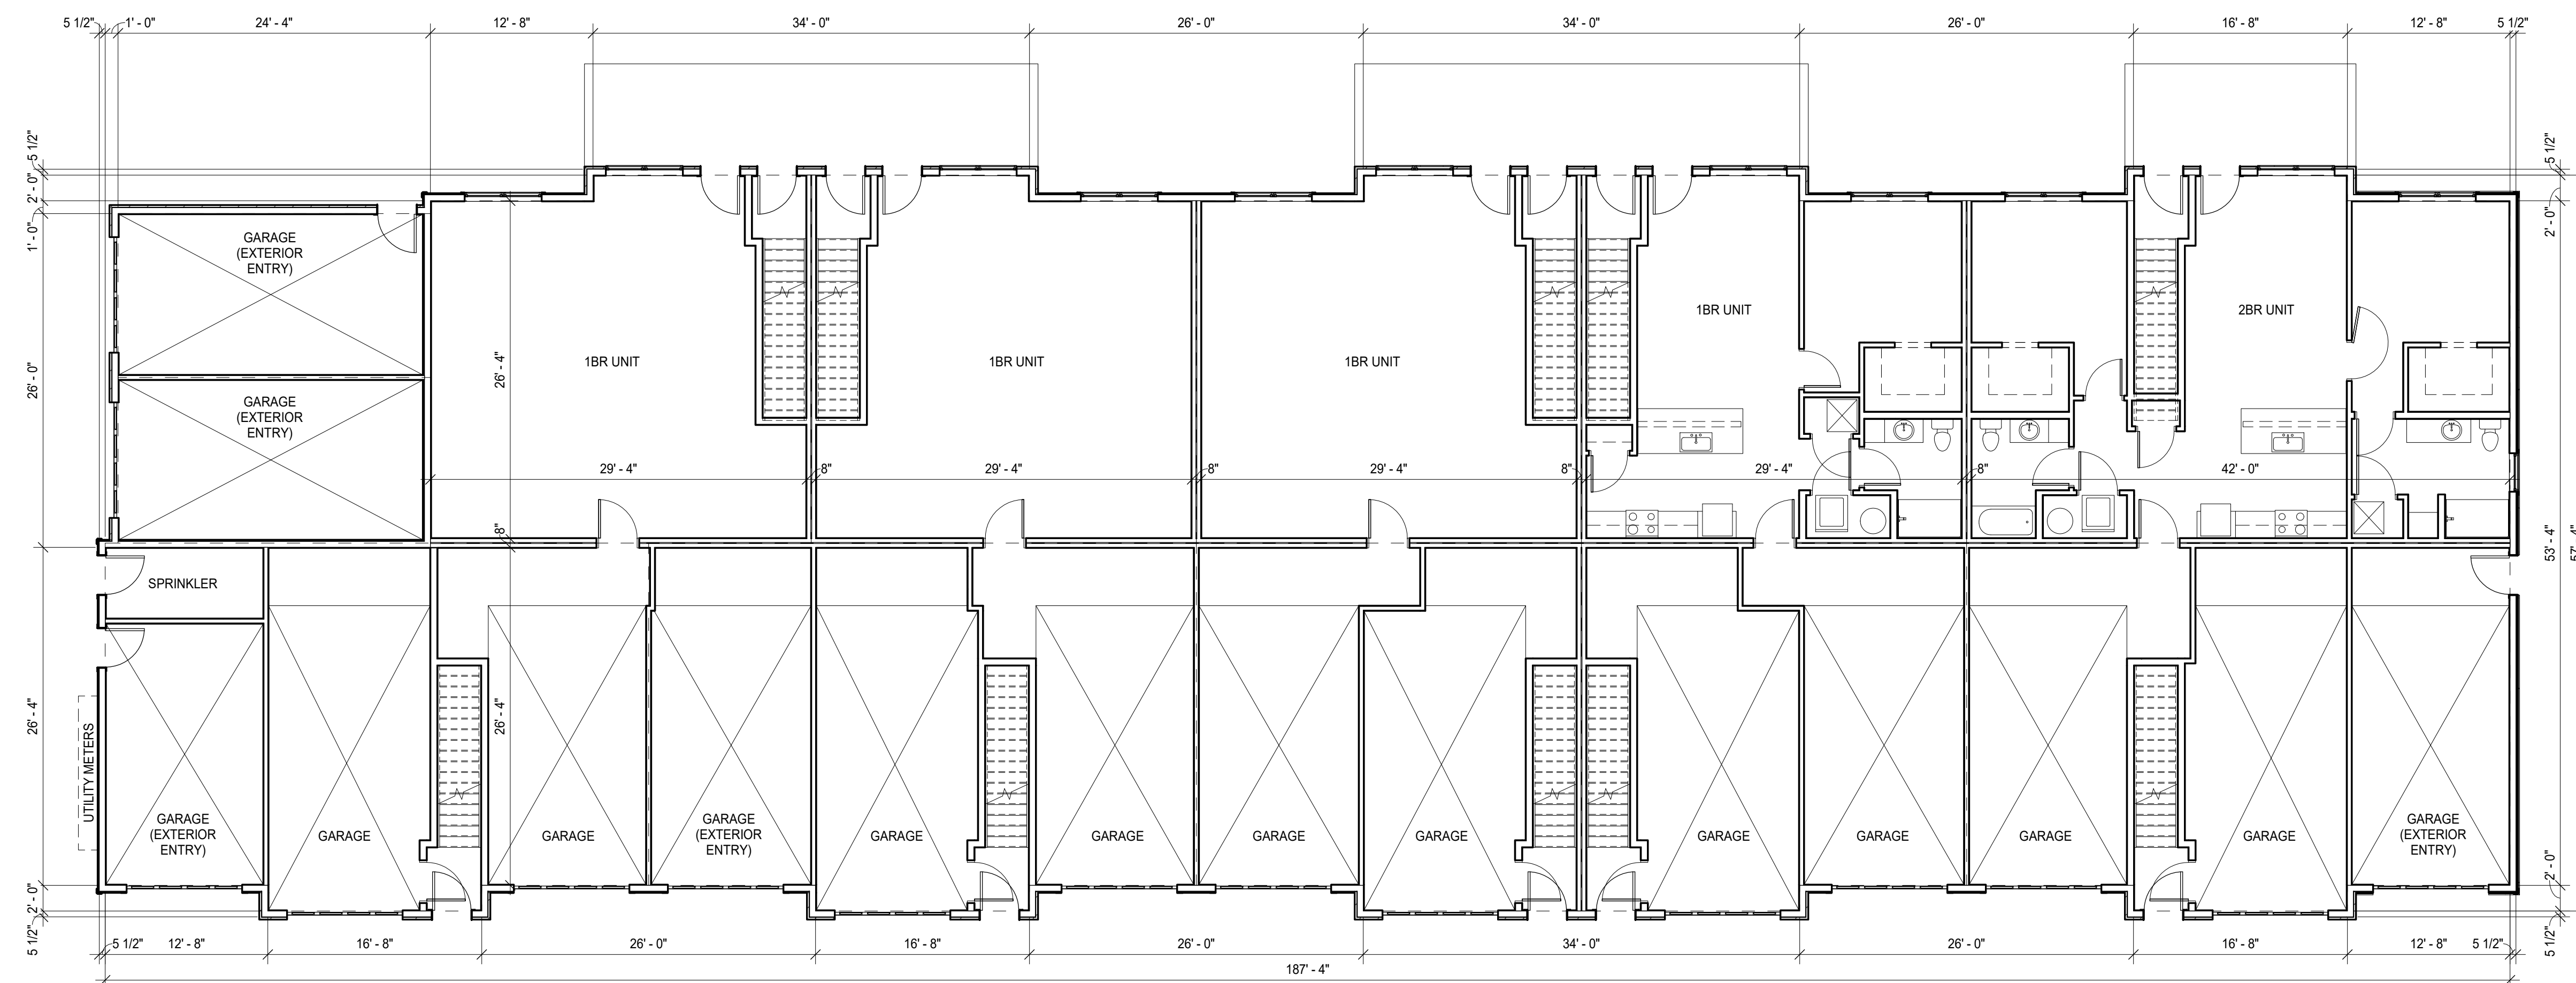 5 1/2" 1' - 0" 24' - 4" 12' - 8" 34' - 0" 26' - 0" 34' - 0" 26' - 0" 16' - 8" 12' - 8" 5 1/2"
5 1/2"
2' - 0"
1' - 0"
26' - 0"
26' - 4"
2' - 0"
5 1/2"
GARAGE
(EXTERIOR
ENTRY)
GARAGE
(EXTERIOR
ENTRY)
1BR UNIT
1BR UNIT
1BR UNIT
1BR UNIT
2BR UNIT
26' - 4"
29' - 4" 8" 29' - 4" 8" 29' - 4" 8" 29' - 4" 8" 42' - 0"
8"
26' - 4"
SPRINKLER
UTILITY METERS
GARAGE
(EXTERIOR
ENTRY)
GARAGE
GARAGE
GARAGE
(EXTERIOR
ENTRY)
GARAGE
GARAGE
GARAGE
GARAGE
GARAGE
GARAGE
GARAGE
GARAGE
GARAGE
(EXTERIOR
ENTRY)
5 1/2"
2' - 0"
53' - 4"
2' - 0"
5 1/2"
5 1/2" 12' - 8" 16' - 8" 26' - 0" 16' - 8" 26' - 0" 34' - 0" 26' - 0" 16' - 8" 12' - 8" 5 1/2"
187' - 4"